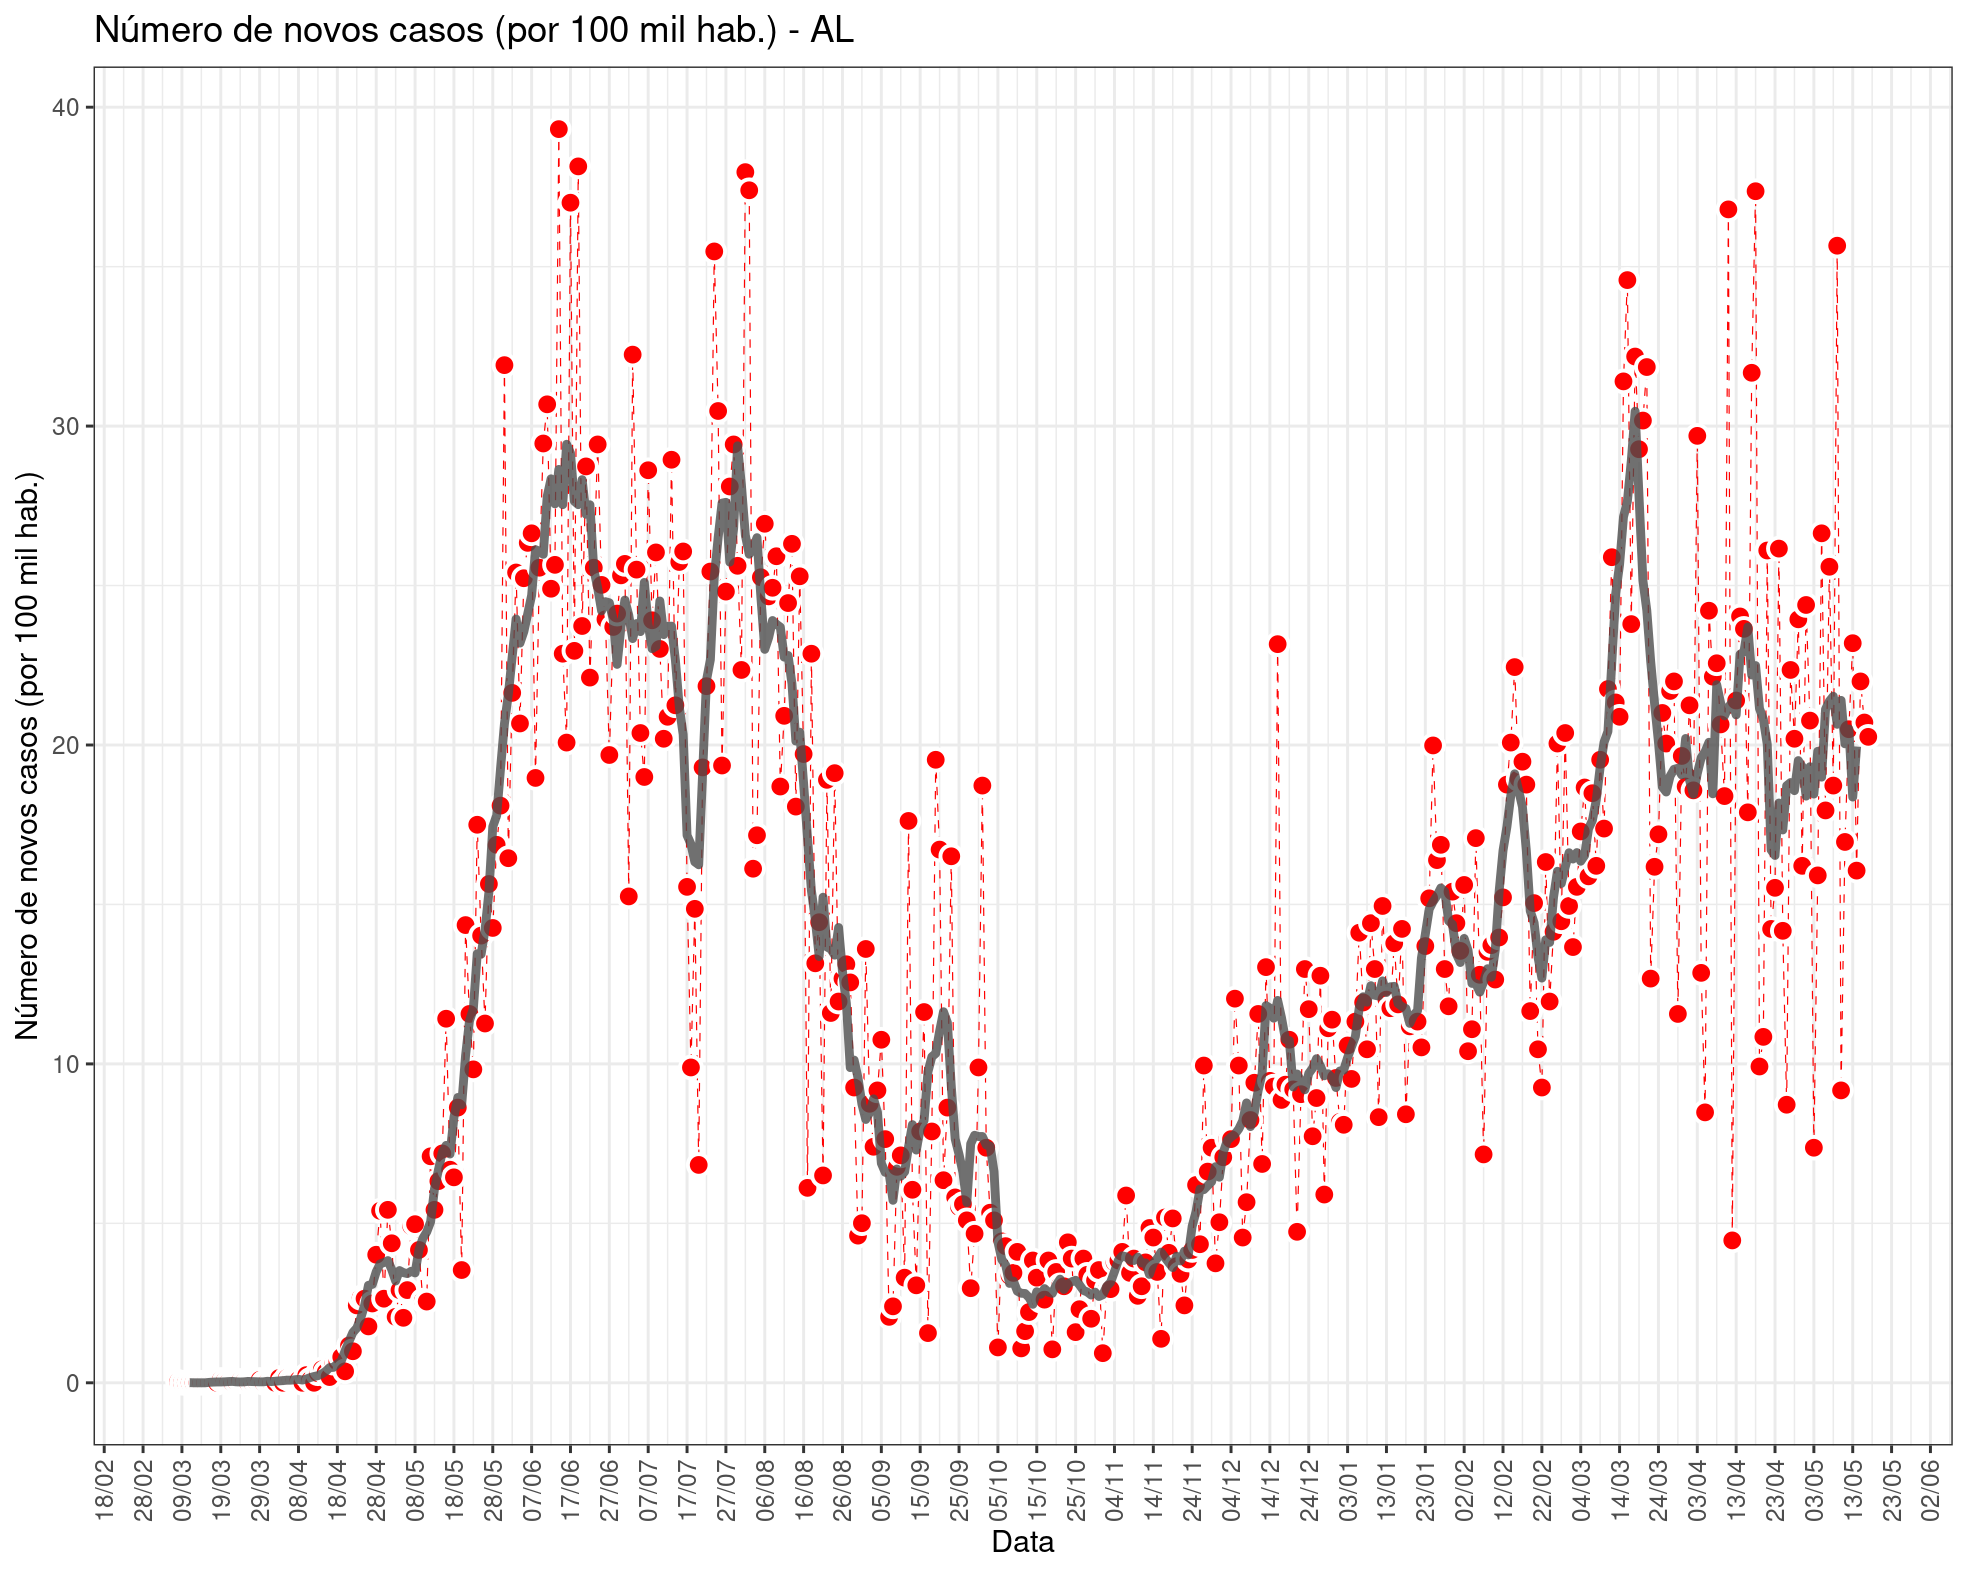 Número de novos casos (por 100 mil hab.) - AL
Número de novos casos (por 100 mil hab.)
40
30
20
10
0
18/02 28/02 09/03 19/03 29/03 08/04 18/04 28/04 08/05 18/05 28/05 07/06 17/06 27/06 07/07 17/07 27/07 06/08 16/08 26/08 05/09 15/09 25/09 05/10 15/10 25/10 04/11 14/11 24/11 04/12 14/12 24/12 03/01 13/01 23/01 02/02 12/02 22/02 04/03 14/03 24/03 03/04 13/04 23/04 03/05 13/05 23/05 02/06
Data